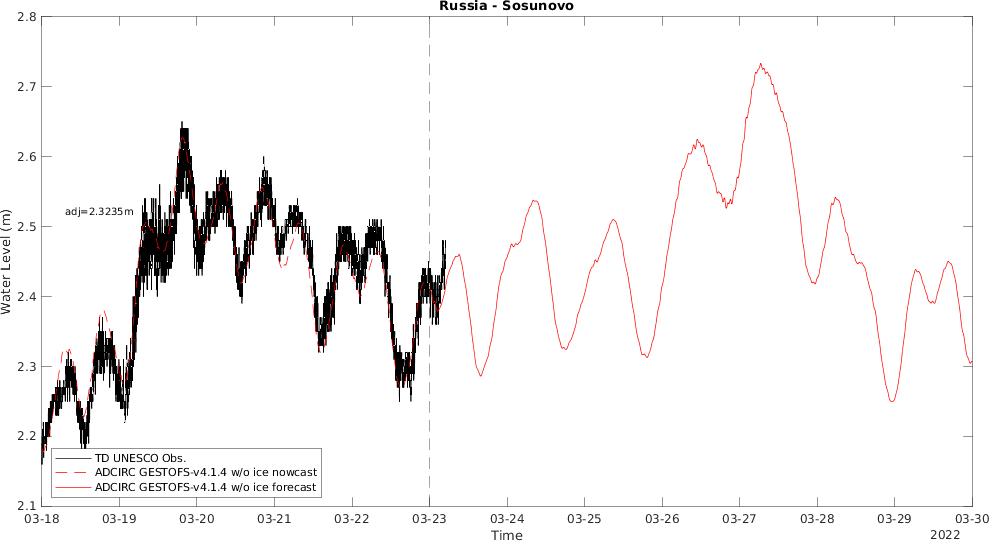 Russia - Sosunovo
2.8
2.7
2.6
2.5
2.4
2.3
2.2
2.1
Water Level (m)
adj=2.3235m
TD UNESCO Obs.
ADCIRC GESTOFS-v4.1.4 w/o ice nowcast
ADCIRC GESTOFS-v4.1.4 w/o ice forecast
03-18 03-19 03-20 03-21 03-22 03-23 03-24 03-25 03-26 03-27 03-28 03-29 03-30
Time
2022